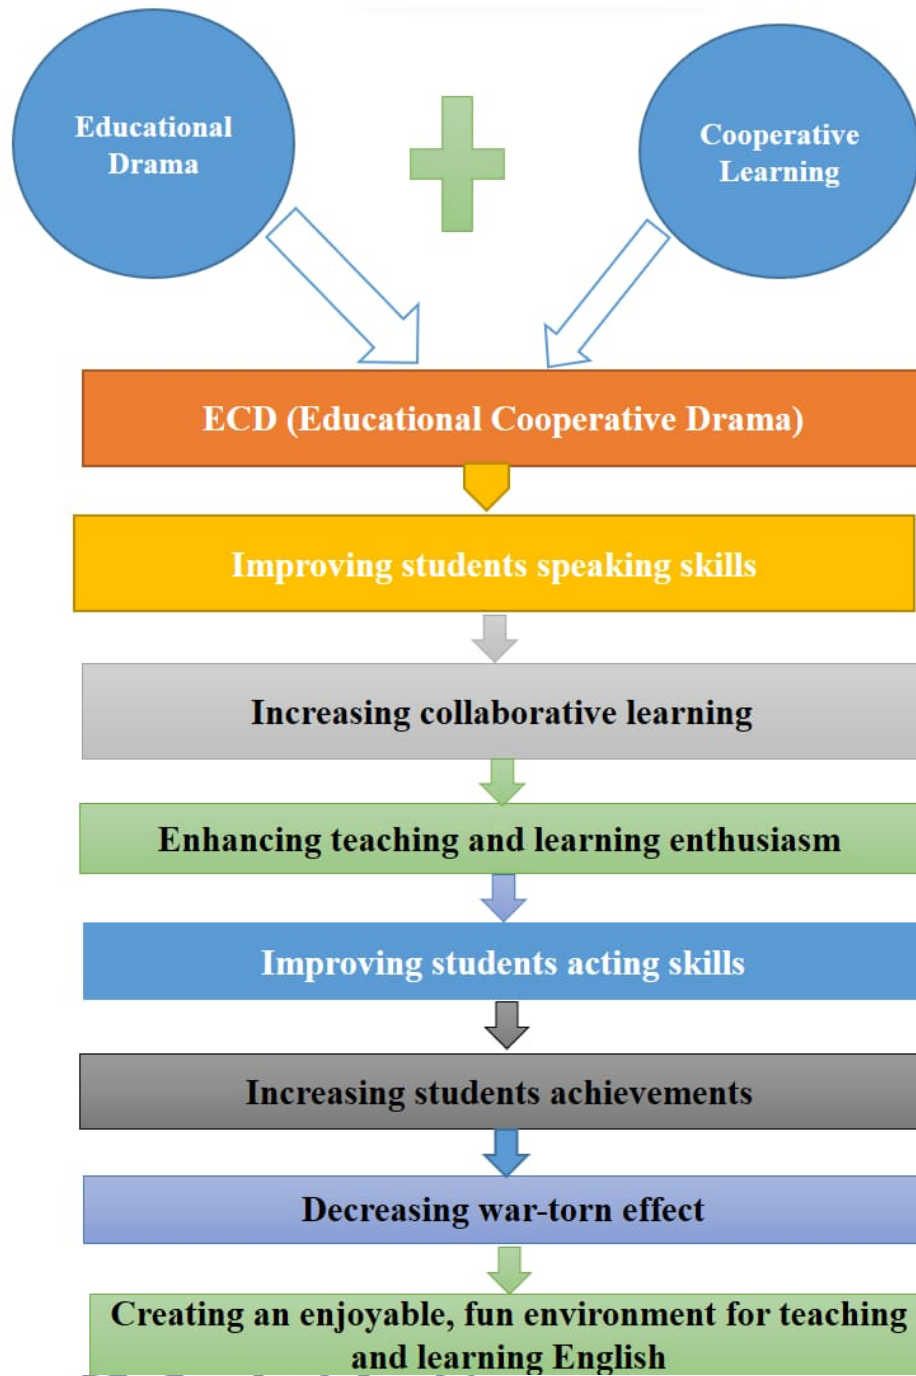 Educational
Drama
Cooperative
Learning
ECD (Educational Cooperative Drama)
Improving students speaking skills
Increasing collaborative learning
Enhancing teaching and learning enthusiasm
Improving students acting skills
Increasing students achievements
Decreasing war-torn effect
Creating an enjoyable, fun environment for teaching
and learning English